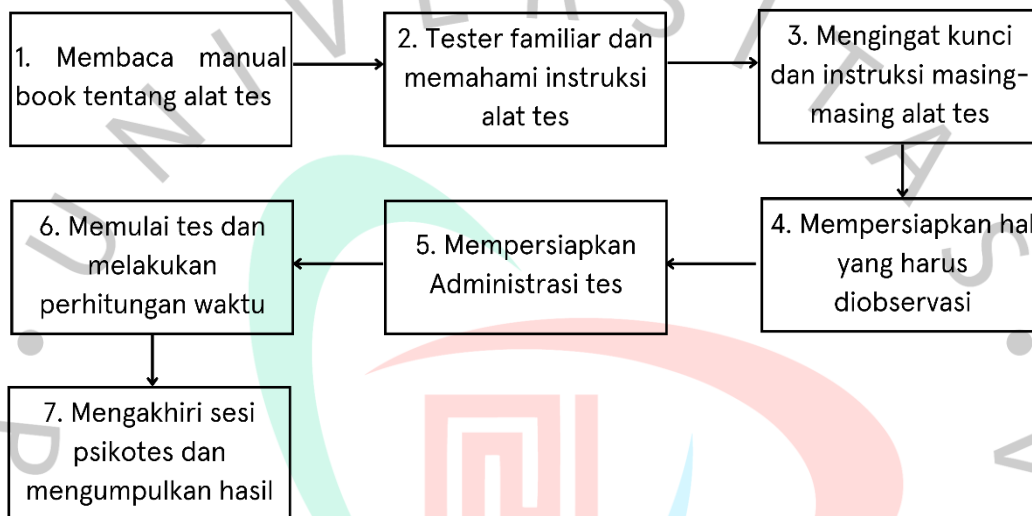 1. Membaca manual
book tentang alat tes
2. Tester familiar dan
memahami instruksi
alat tes
3. Mengingat kunci
dan instruksi masing-
masing alat tes
4. Mempersiapkan hal
yang harus
diobservasi
5. Mempersiapkan
Administrasi tes
6. Memulai tes dan
melakukan
perhitungan waktu
7. Mengakhiri sesi
psikotes dan
mengumpulkan hasil
UNIVERSITAS